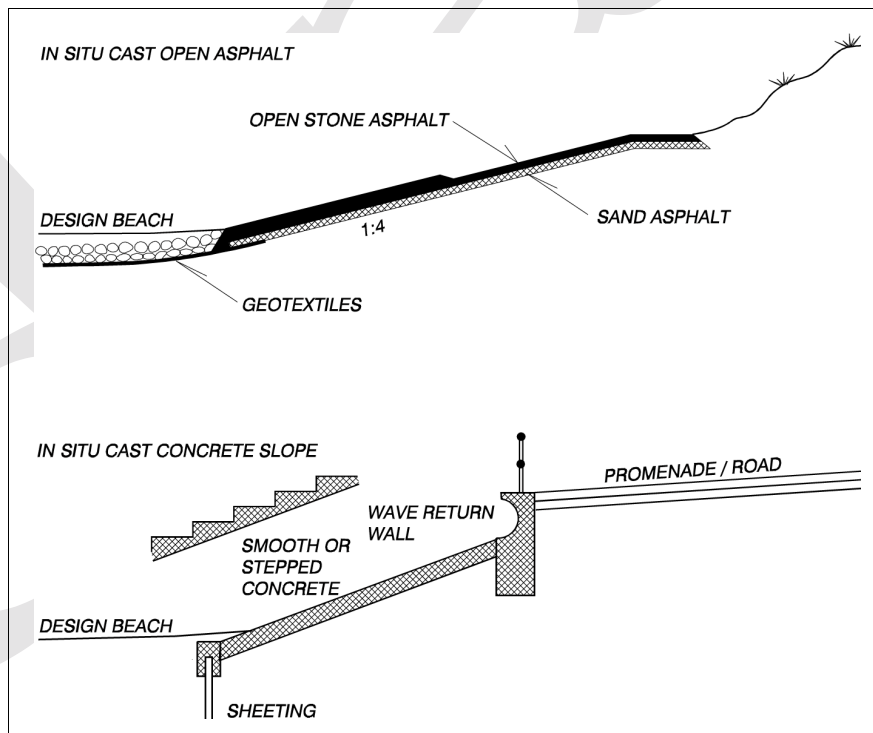 IN SITU CAST OPEN ASPHALT
OPEN STONE ASPHALT
DESIGN BEACH
SAND ASPHALT
1:4
GEOTEXTILES
IN SITU CAST CONCRETE SLOPE
PROMENADE / ROAD
WAVE RETURN
WALL
SMOOTH OR
STEPPED
CONCRETE
DESIGN BEACH
SHEETING